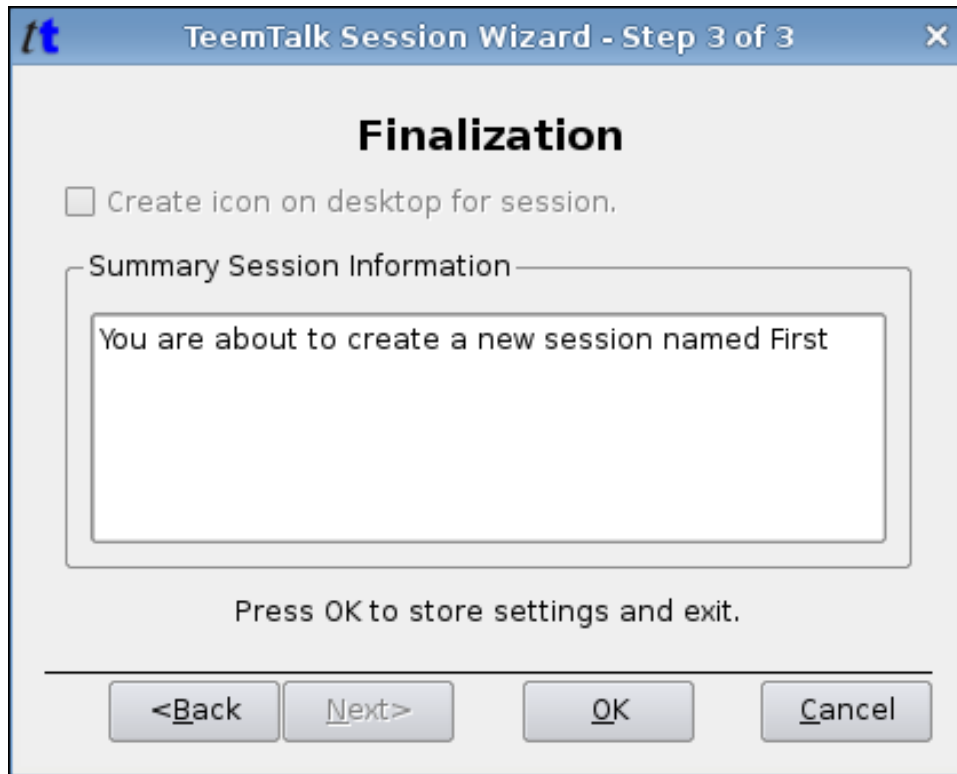 tt TeemTalk Session Wizard - Step 3 of 3
Finalization
Create icon on desktop for session.
Summary Session Information
You are about to create a new session named First
Press OK to store settings and exit.
<Back Next> OK Cancel